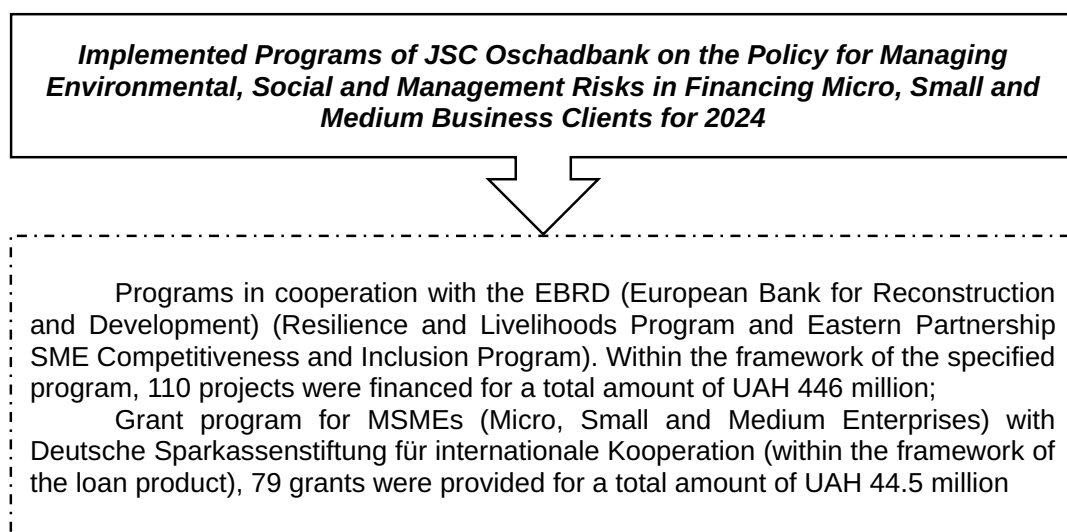 Implemented Programs of JSC Oschadbank on the Policy for Managing
Environmental, Social and Management Risks in Financing Micro, Small and
Medium Business Clients for 2024
Programs in cooperation with the EBRD (European Bank for Reconstruction
and Development) (Resilience and Livelihoods Program and Eastern Partnership
SME Competitiveness and Inclusion Program). Within the framework of the specified
program, 110 projects were financed for a total amount of UAH 446 million;
Grant program for MSMEs (Micro, Small and Medium Enterprises) with
Deutsche Sparkassenstiftung für internationale Kooperation (within the framework of
the loan product), 79 grants were provided for a total amount of UAH 44.5 million